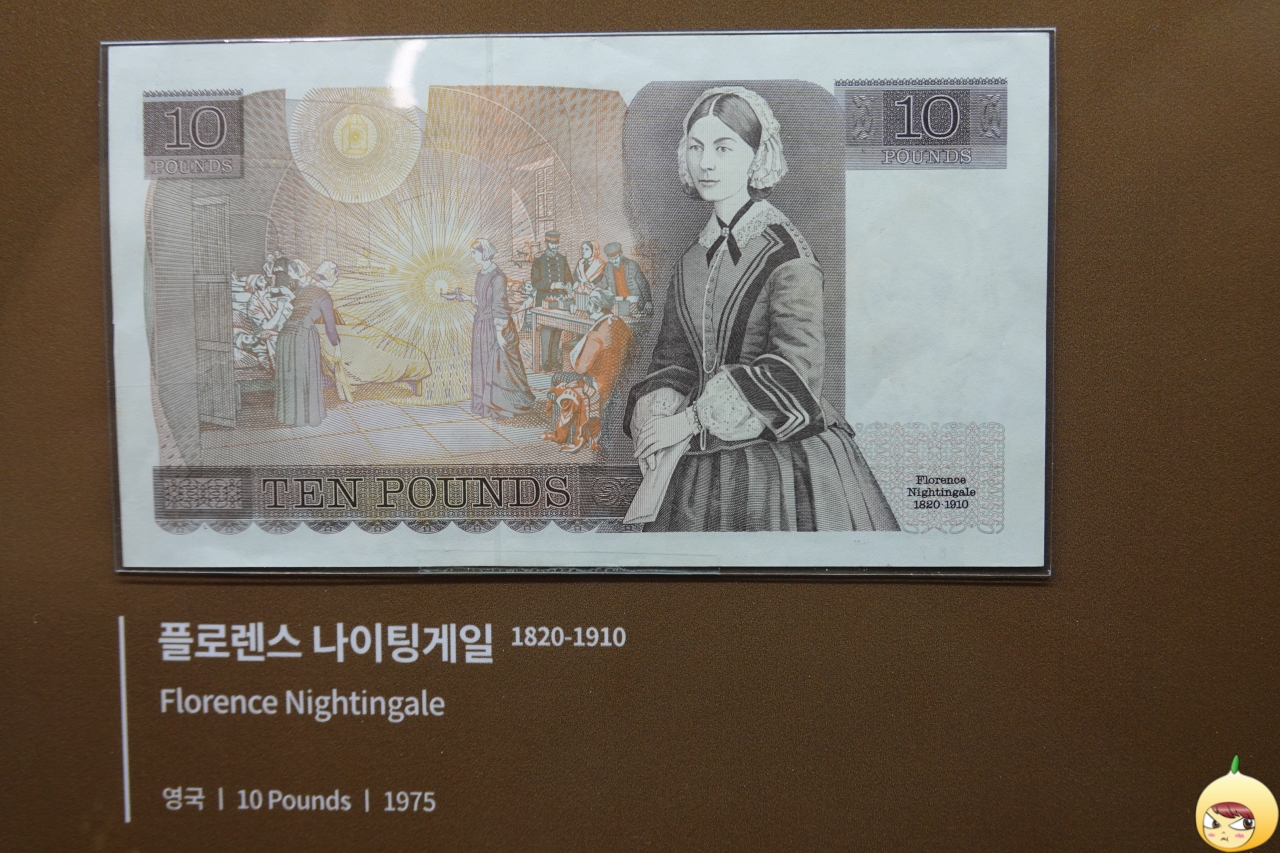 10
POUNDS
10
POUNDS
TEN POUNDS
Florence
Nightingale
1820-1910
플로렌스 나이팅게일 1820-1910
Florence Nightingale
영국 | 10 Pounds | 1975